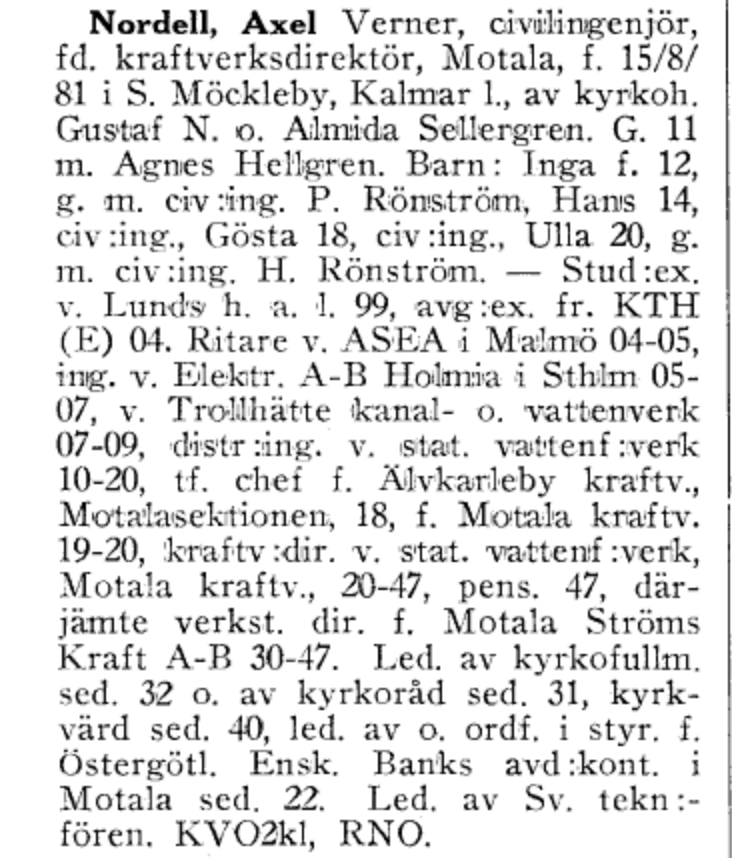 Nordell, Axel Verner, civilingenjör,
fd. kraftverksdirektör, Motala, f. 15/8/
81 i S. Möckleby, Kalmar l., av kyrkoh.
Gustaf N. o. Almida Sellergren. G. 11
m. Agnes Hellgren. Barn: Inga f. 12,
g. m. civ:ing. P. Rönström, Hans 14,
civ:ing., Gösta 18, civ:ing., Ulla 20, g.
m. civ:ing. H. Rönström. — Stud:ex.
v. Lunds h. a. l. 99, avg:ex. fr. KTH
(E) 04. Ritare v. ASEA i Malmö 04-05,
ing. v. Elektr. A-B Holmia i Sthlm 05-
07, v. Trollhätte kanal- o. vattenverk
07-09, distr:ing. v. stat. vattenf:verk
10-20, tf. chef f. Älvkarleby kraftv.,
Motalasektionen, 18, f. Motala kraftv.
19-20, kraftv:dir. v. stat. vattenf:verk,
Motala kraftv., 20-47, pens. 47, där-
jämte verkst. dir. f. Motala Ströms
Kraft A-B 30-47. Led. av kyrkofullm.
sed. 32 o. av kyrkoråd sed. 31, kyrk-
värd sed. 40, led. av o. ordf. i styr. f.
Östergötl. Ensk. Banks avd:kont. i
Motala sed. 22. Led. av Sv. tekn:-
fören. KVO2kl, RNO.